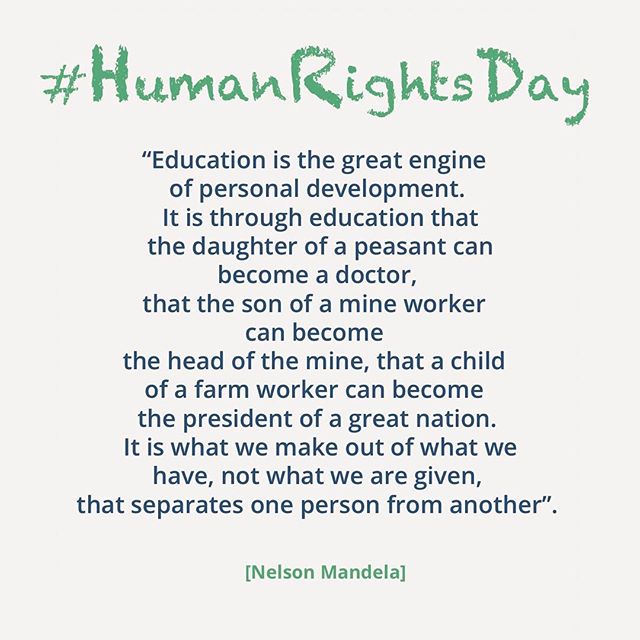 #HumanRightsDay
“Education is the great engine
of personal development.
It is through education that
the daughter of a peasant can
become a doctor,
that the son of a mine worker
can become
the head of the mine, that a child
of a farm worker can become
the president of a great nation.
It is what we make out of what we
have, not what we are given,
that separates one person from another”.
[Nelson Mandela]